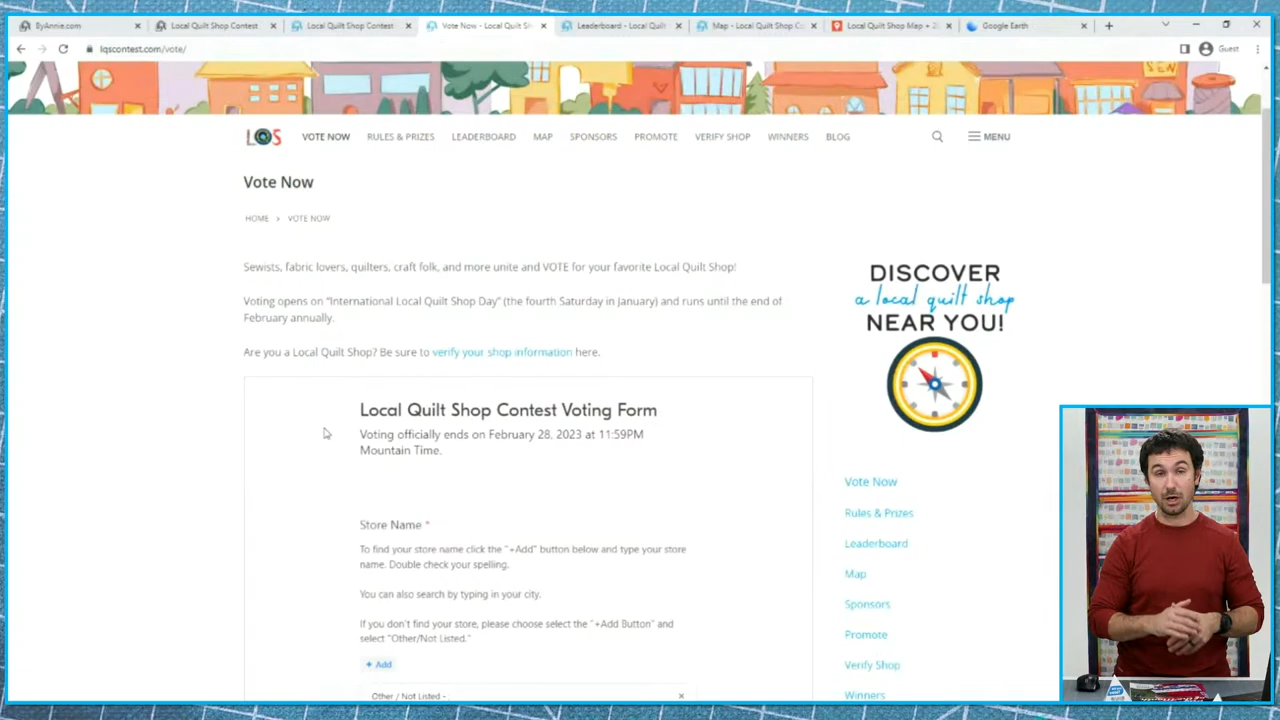 ByAnnie.com
Local Quilt Shop Contest
Local Quilt Shop Contest
Vote Now - Local Quilt Sh
Leaderboard - Local Quilt
Map - Local Quilt Shop Co
Local Quilt Shop Map + 2
Google Earth
lqscontest.com/vote/
Guest
LQS
VOTE NOW
RULES & PRIZES
LEADERBOARD
MAP
SPONSORS
PROMOTE
VERIFY SHOP
WINNERS
BLOG
MENU
Vote Now
HOME > VOTE NOW
Sewists, fabric lovers, quilters, craft folk, and more unite and VOTE for your favorite Local Quilt Shop!
Voting opens on "International Local Quilt Shop Day" (the fourth Saturday in January) and runs until the end of
February annually.
Are you a Local Quilt Shop? Be sure to verify your shop information here.
Local Quilt Shop Contest Voting Form
Voting officially ends on February 28, 2023 at 11:59PM
Mountain Time.
Store Name *
To find your store name click the "+Add" button below and type your store
name. Double check your spelling.
You can also search by typing in your city.
If you don't find your store, please choose select the "+Add Button" and
select "Other/Not Listed."
+ Add
Other / Not Listed -
DISCOVER
a local quilt shop
NEAR YOU!
Vote Now
Rules & Prizes
Leaderboard
Map
Sponsors
Promote
Verify Shop
Winners